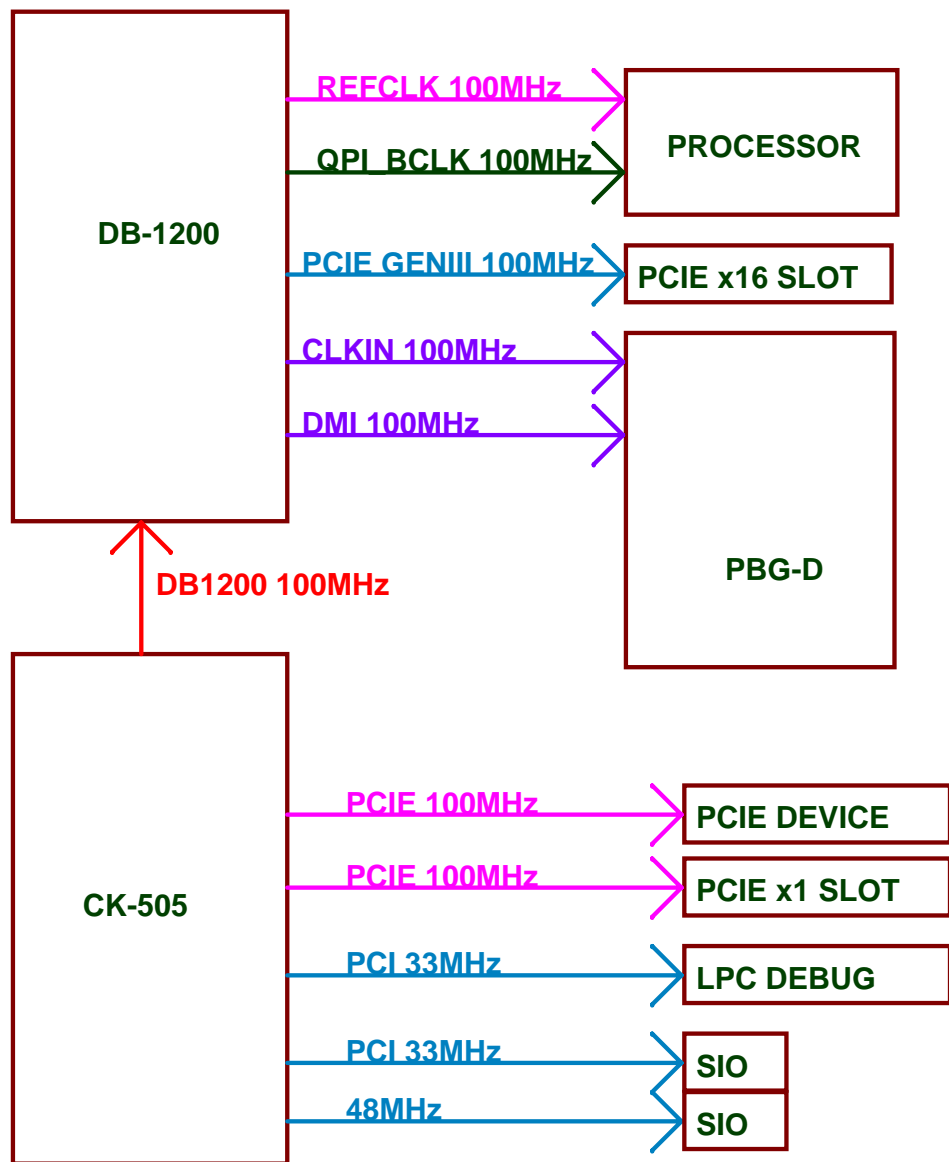 REFCLK 100MHz
PROCESSOR
QPI_BCLK 100MHz
DB-1200
PCIE GENIII 100MHz
PCIE x16 SLOT
CLKIN 100MHz
DMI 100MHz
PBG-D
DB1200 100MHz
PCIE 100MHz
PCIE DEVICE
PCIE 100MHz
PCIE x1 SLOT
CK-505
PCI 33MHz
LPC DEBUG
PCI 33MHz
SIO
48MHz
SIO